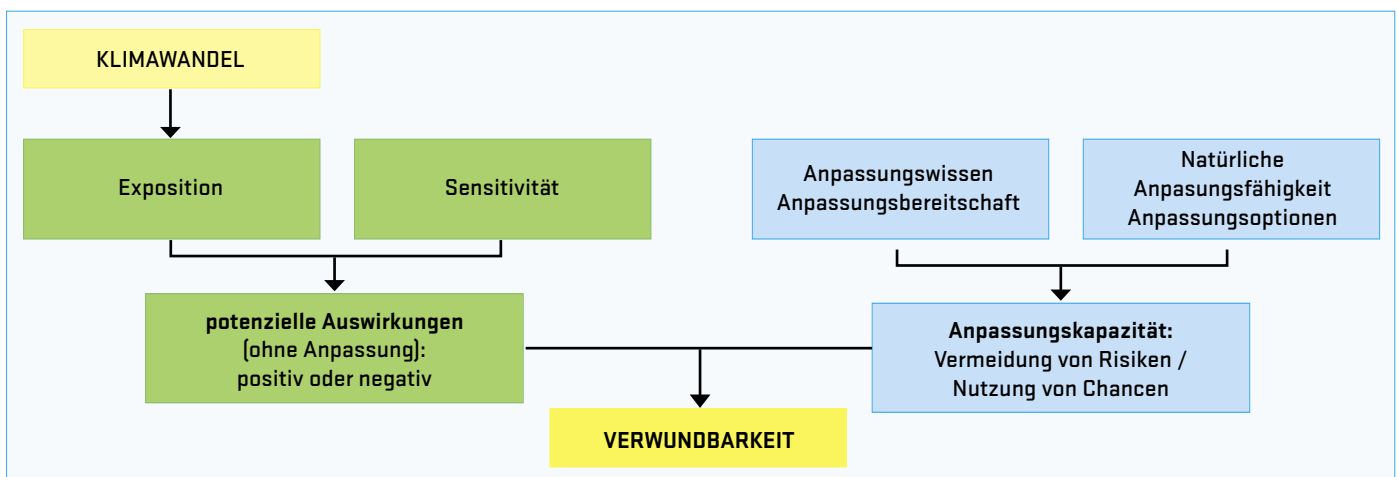 KLIMAWANDEL
Exposition
Sensitivität
Anpassungswissen
Anpassungsbereitschaft
Natürliche
Anpasungsfähigkeit
Anpassungsoptionen
potenzielle Auswirkungen
(ohne Anpassung):
positiv oder negativ
Anpassungskapazität:
Vermeidung von Risiken /
Nutzung von Chancen
VERWUNDBARKEIT